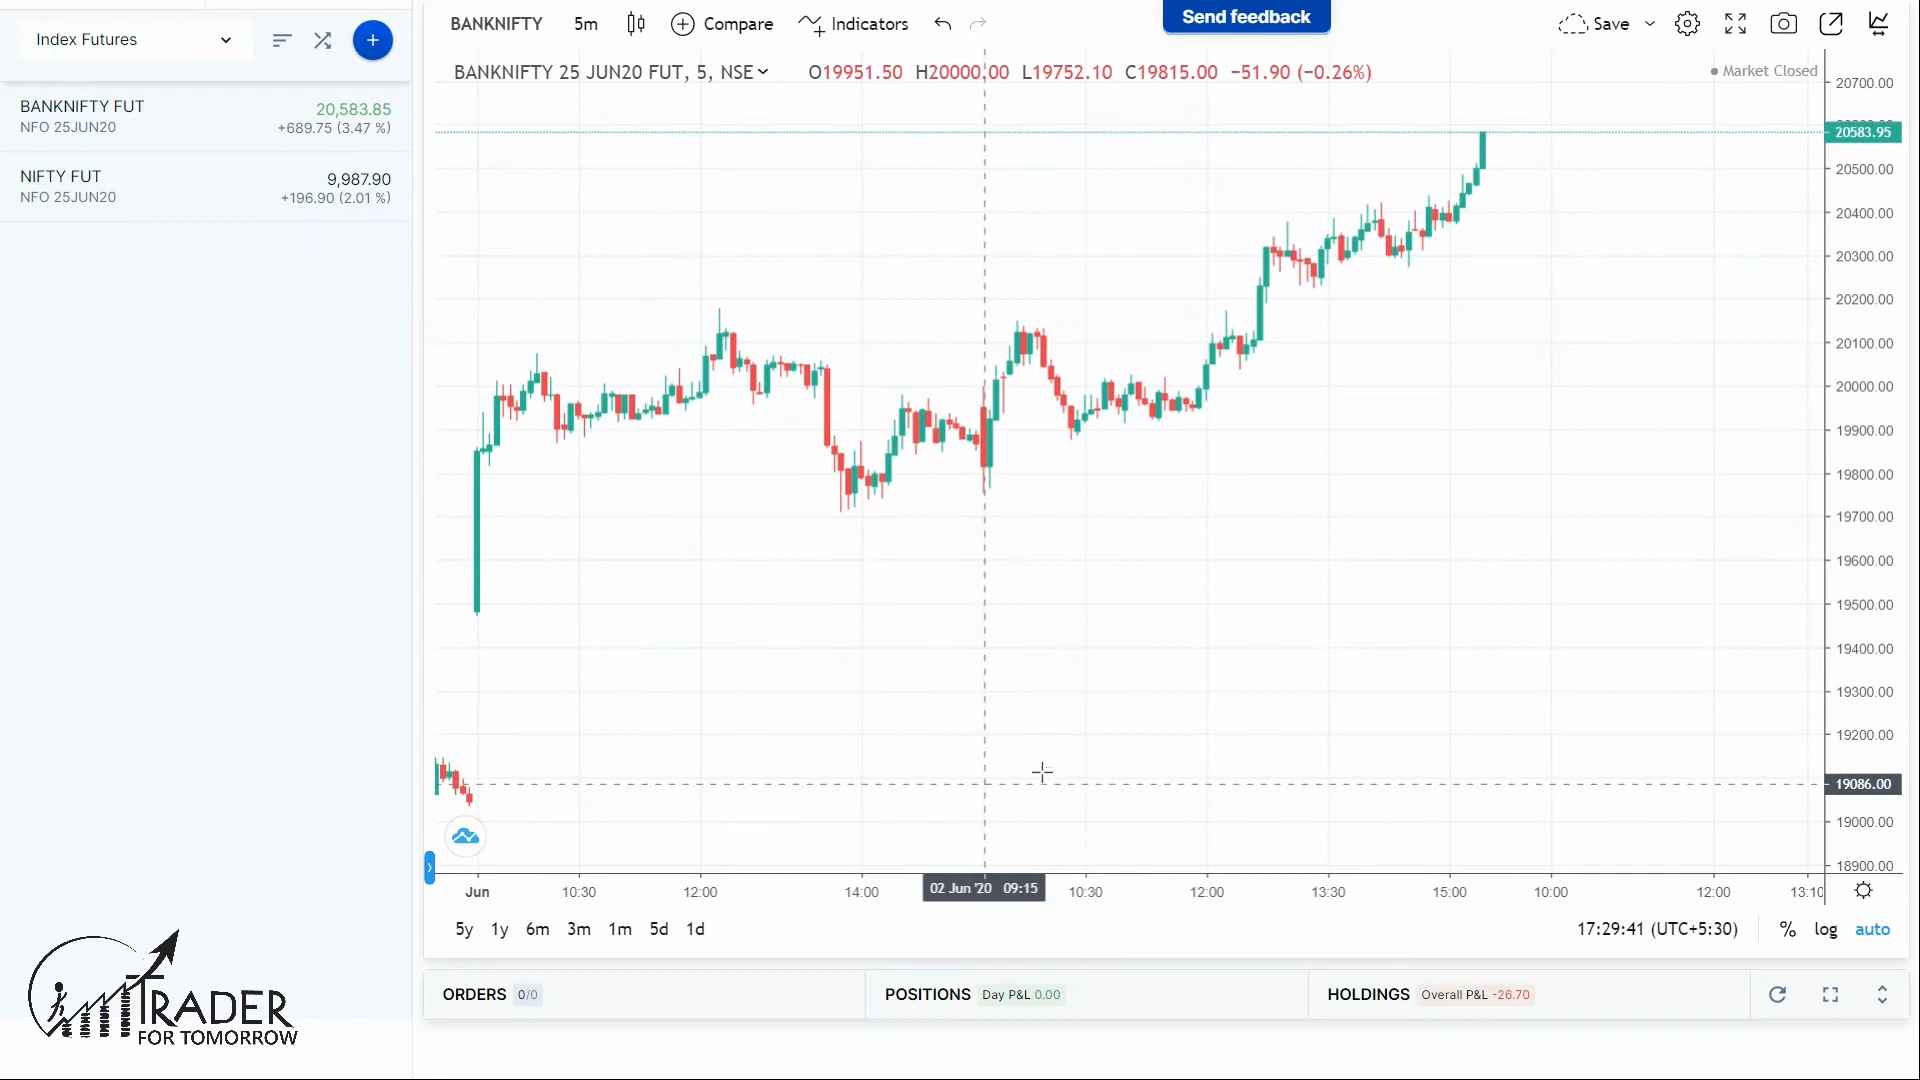 Index Futures
BANKNIFTY FUT 20,583.85
NFO 25JUN20 +689.75 (3.47 %)
NIFTY FUT 9,987.90
NFO 25JUN20 +196.90 (2.01 %)
BANKNIFTY 5m Compare Indicators Send feedback Save
BANKNIFTY 25 JUN20 FUT, 5, NSE O19951.50 H20000.00 L19752.10 C19815.00 −51.90 (−0.26%) Market Closed
20700.00
20583.95
20500.00
20400.00
20300.00
20200.00
20100.00
20000.00
19900.00
19800.00
19700.00
19600.00
19500.00
19400.00
19300.00
19200.00
19086.00
19000.00
18900.00
Jun 10:30 12:00 14:00 02 Jun '20 09:15 10:30 12:00 13:30 15:00 10:00 12:00 13:10
5y 1y 6m 3m 1m 5d 1d 17:29:41 (UTC+5:30) % log auto
ORDERS 0/0 POSITIONS Day P&L 0.00 HOLDINGS Overall P&L -26.70
TRADER
FOR TOMORROW